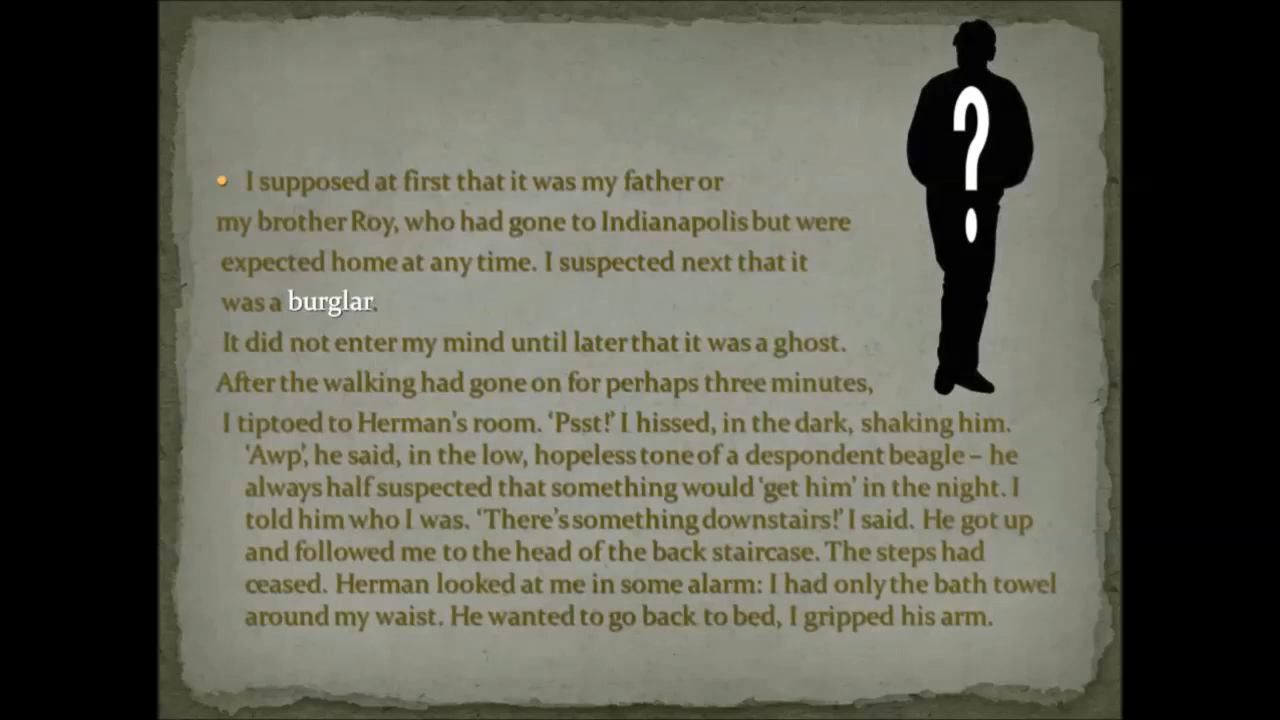 • I supposed at first that it was my father or
my brother Roy, who had gone to Indianapolis but were
expected home at any time. I suspected next that it
was a burglar.
It did not enter my mind until later that it was a ghost.
After the walking had gone on for perhaps three minutes,
I tiptoed to Herman's room. ‘Psst!’ I hissed, in the dark, shaking him.
‘Awp’, he said, in the low, hopeless tone of a despondent beagle – he
always half suspected that something would ‘get him’ in the night. I
told him who I was. ‘There's something downstairs!’ I said. He got up
and followed me to the head of the back staircase. The steps had
ceased. Herman looked at me in some alarm: I had only the bath towel
around my waist. He wanted to go back to bed, I gripped his arm.
?